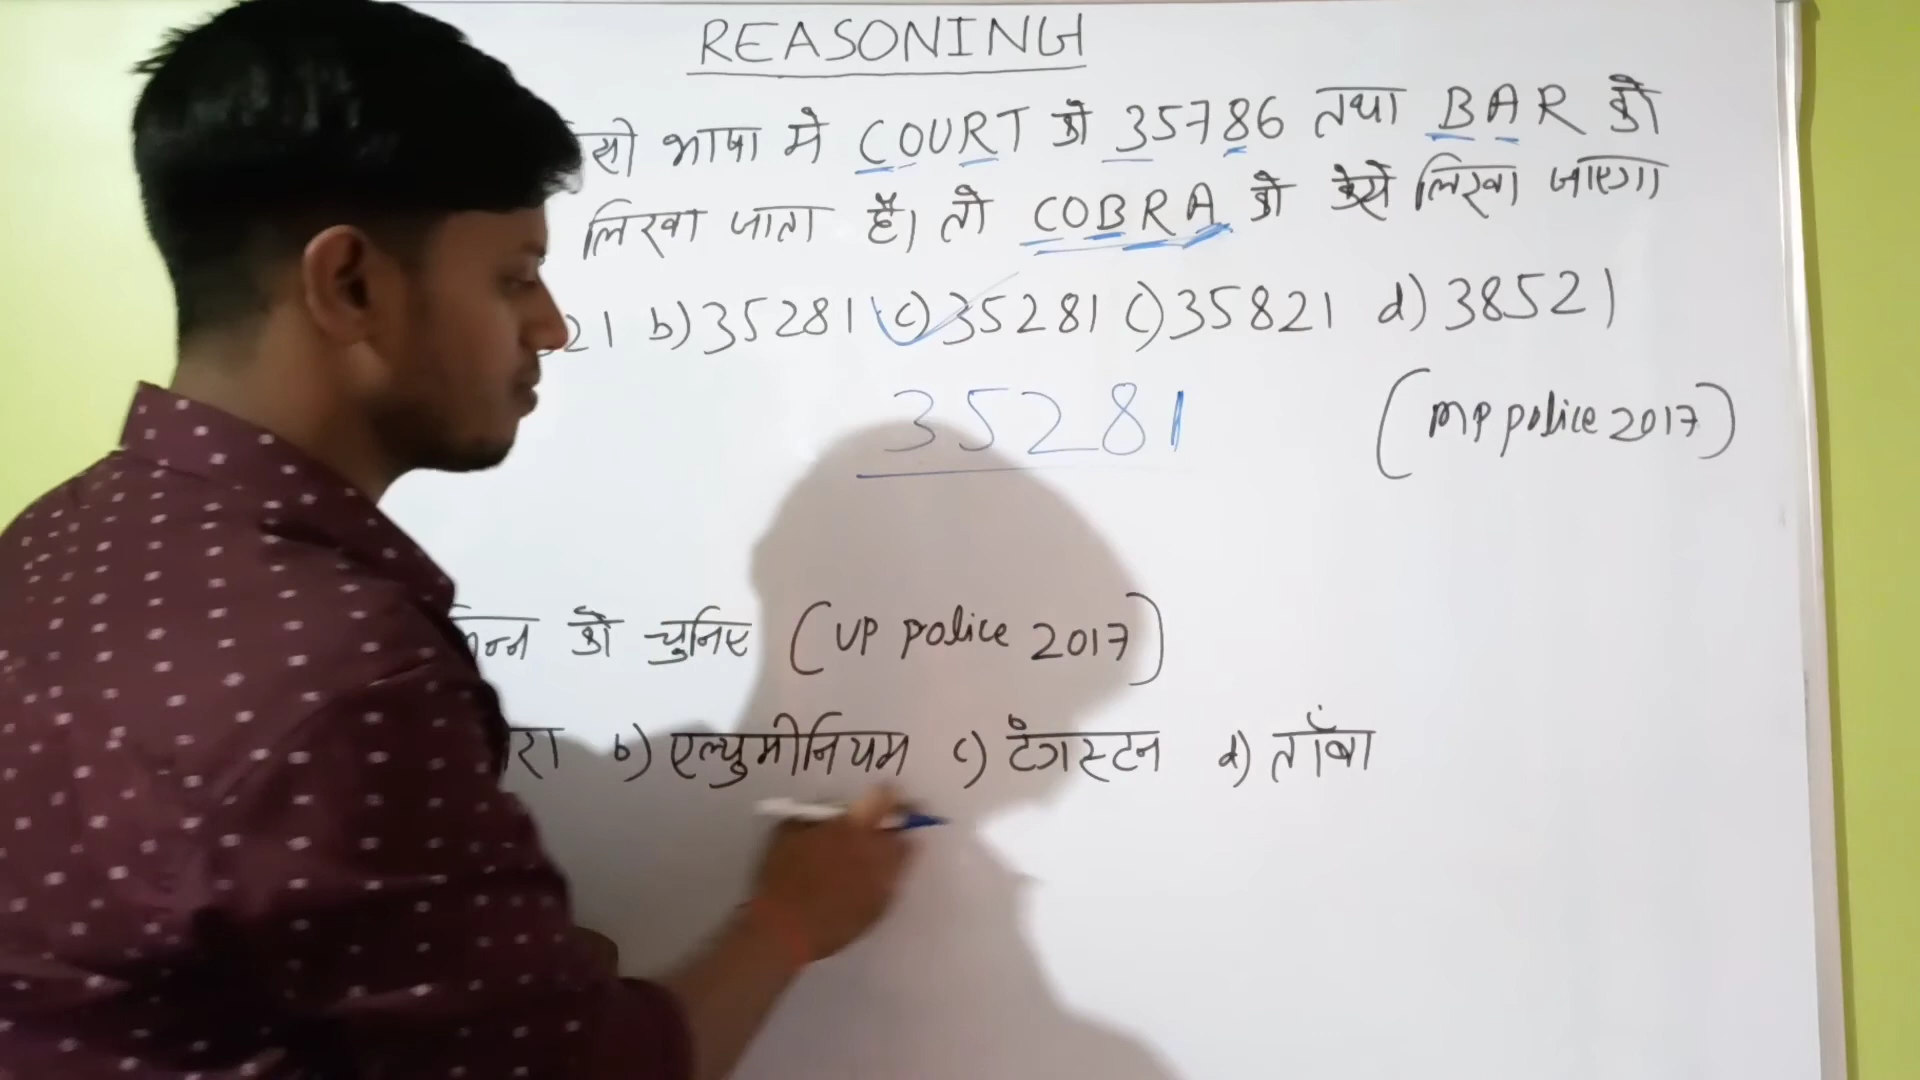 REASONING
सी भाषा मे COURT को 35786 तथा BAR को
लिखा जाता है। तो COBRA को कैसे लिखा जाएगा
21 b) 35281 c) 35281 c) 35821 d) 38521
35281 (MP police 2017)
न्न को चुनिए (UP police 2017)
रा b) एल्युमीनियम c) टंगस्टन d) ताँबा